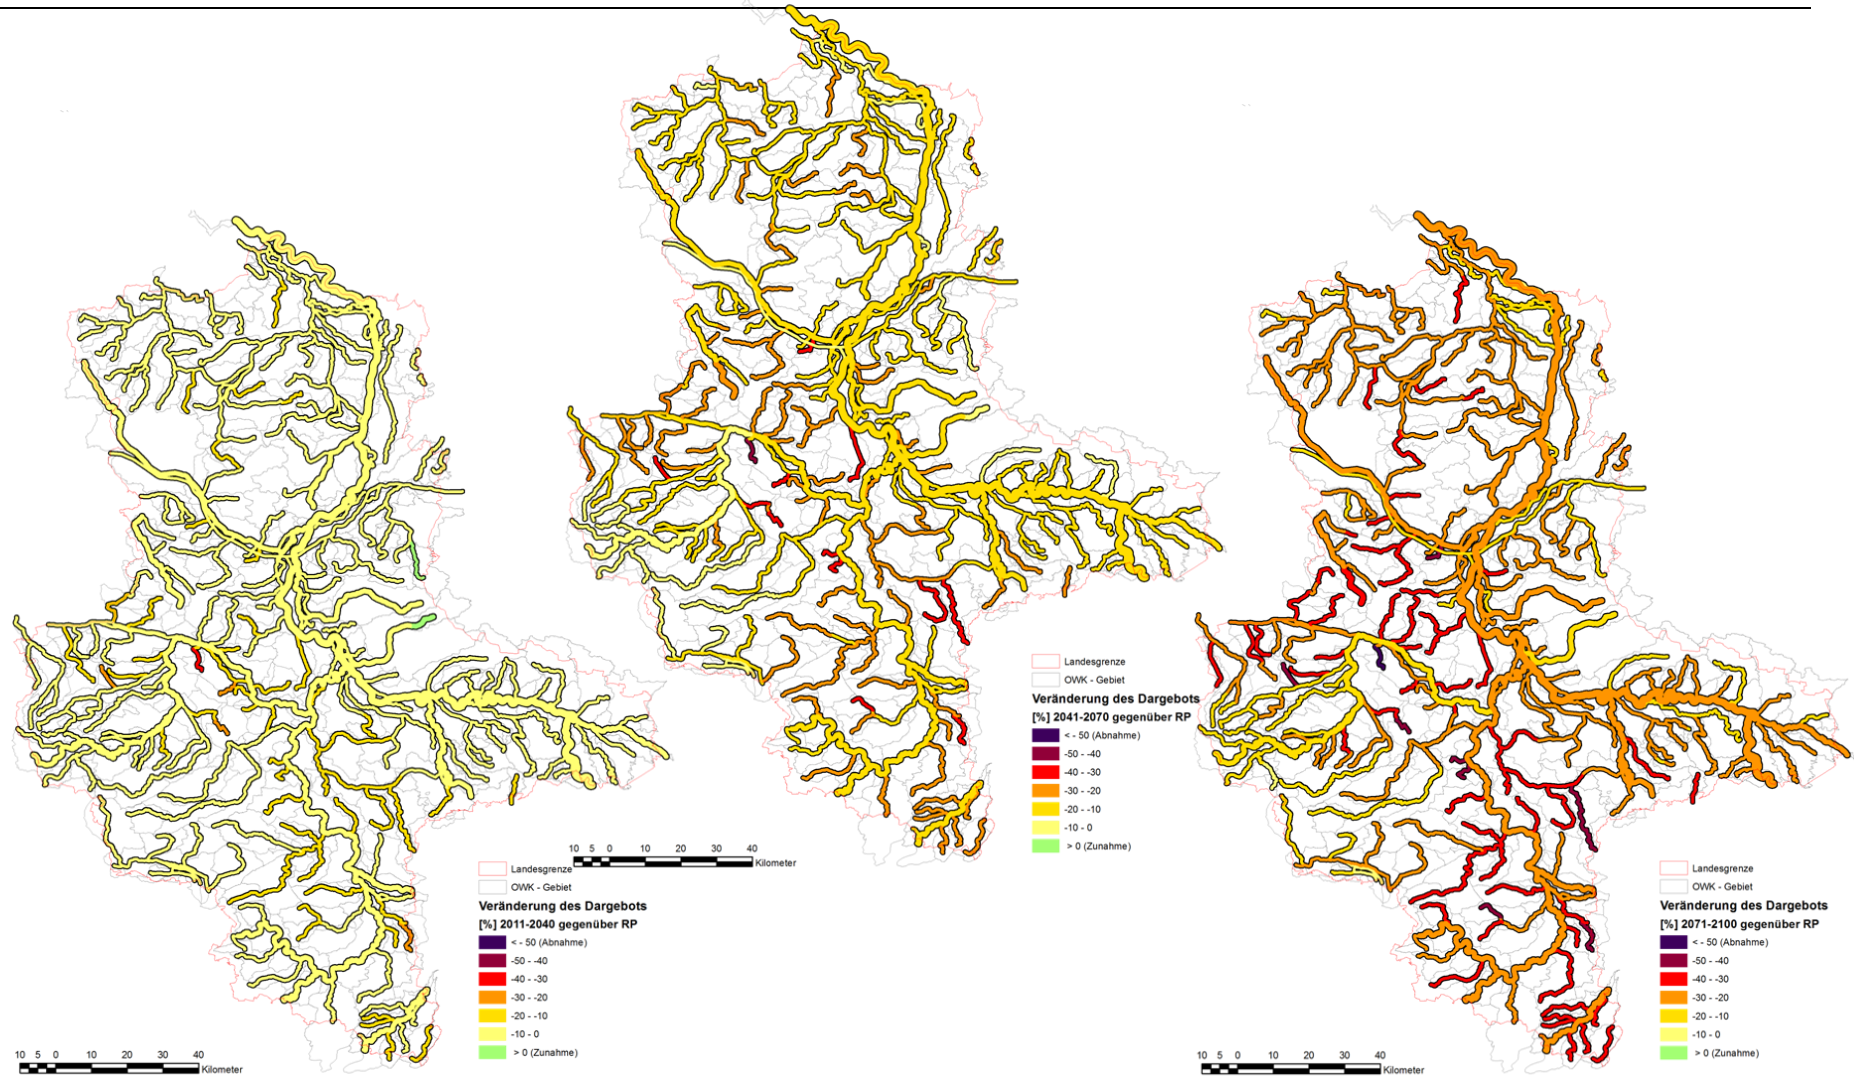 Landesgrenze
OWK - Gebiet
Veränderung des Dargebots
[%] 2011-2040 gegenüber RP
< - 50 (Abnahme)
-50 - -40
-40 - -30
-30 - -20
-20 - -10
-10 - 0
> 0 (Zunahme)
10 5 0 10 20 30 40
Kilometer
Landesgrenze
OWK - Gebiet
Veränderung des Dargebots
[%] 2041-2070 gegenüber RP
< - 50 (Abnahme)
-50 - -40
-40 - -30
-30 - -20
-20 - -10
-10 - 0
> 0 (Zunahme)
10 5 0 10 20 30 40
Kilometer
Landesgrenze
OWK - Gebiet
Veränderung des Dargebots
[%] 2071-2100 gegenüber RP
< - 50 (Abnahme)
-50 - -40
-40 - -30
-30 - -20
-20 - -10
-10 - 0
> 0 (Zunahme)
10 5 0 10 20 30 40
Kilometer